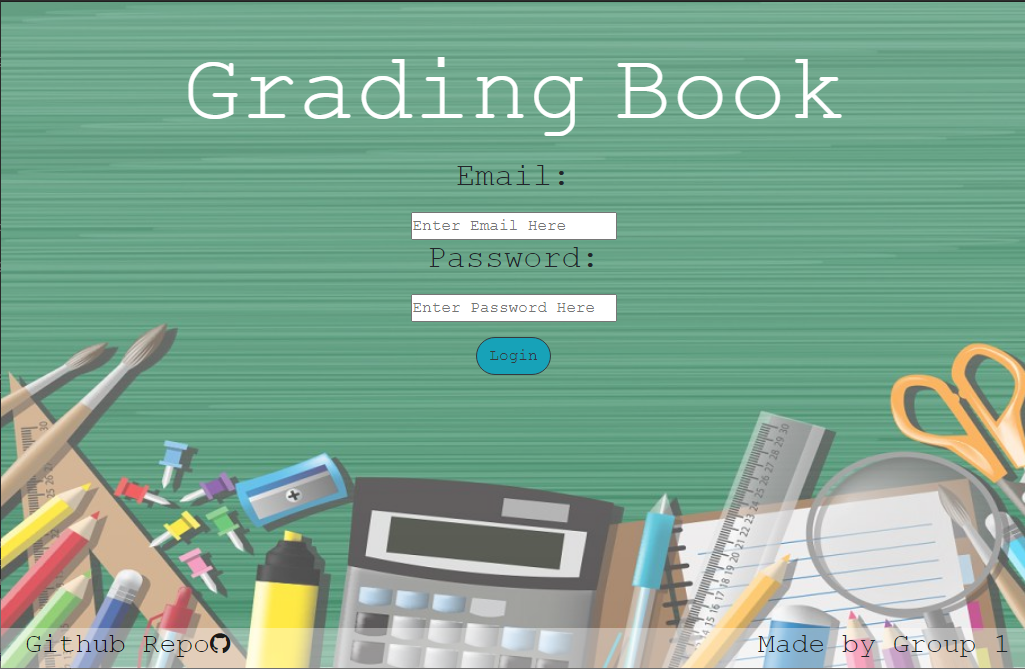 Grading Book
Email:
Enter Email Here
Password:
Enter Password Here
Login
Github Repo
Made by Group 1